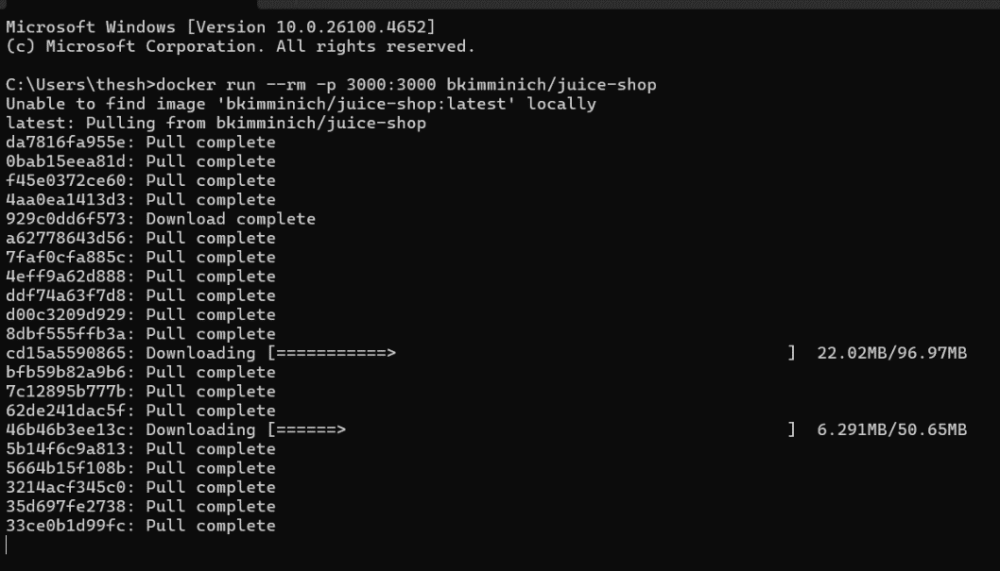 Microsoft Windows [Version 10.0.26100.4652]
(c) Microsoft Corporation. All rights reserved.
C:\Users\thesh>docker run --rm -p 3000:3000 bkimminich/juice-shop
Unable to find image 'bkimminich/juice-shop:latest' locally
latest: Pulling from bkimminich/juice-shop
da7816fa955e: Pull complete
0bab15eea81d: Pull complete
f45e0372ce60: Pull complete
4aa0ea1413d3: Pull complete
929c0dd6f573: Download complete
a62778643d56: Pull complete
7faf0cfa885c: Pull complete
4eff9a62d888: Pull complete
ddf74a63f7d8: Pull complete
d00c3209d929: Pull complete
8dbf555ffb3a: Pull complete
cd15a5590865: Downloading [===========>                                       ]  22.02MB/96.97MB
bfb59b82a9b6: Pull complete
7c12895b777b: Pull complete
62de241dac5f: Pull complete
46b46b3ee13c: Downloading [======>                                            ]  6.291MB/50.65MB
5b14f6c9a813: Pull complete
5664b15f108b: Pull complete
3214acf345c0: Pull complete
35d697fe2738: Pull complete
33ce0b1d99fc: Pull complete